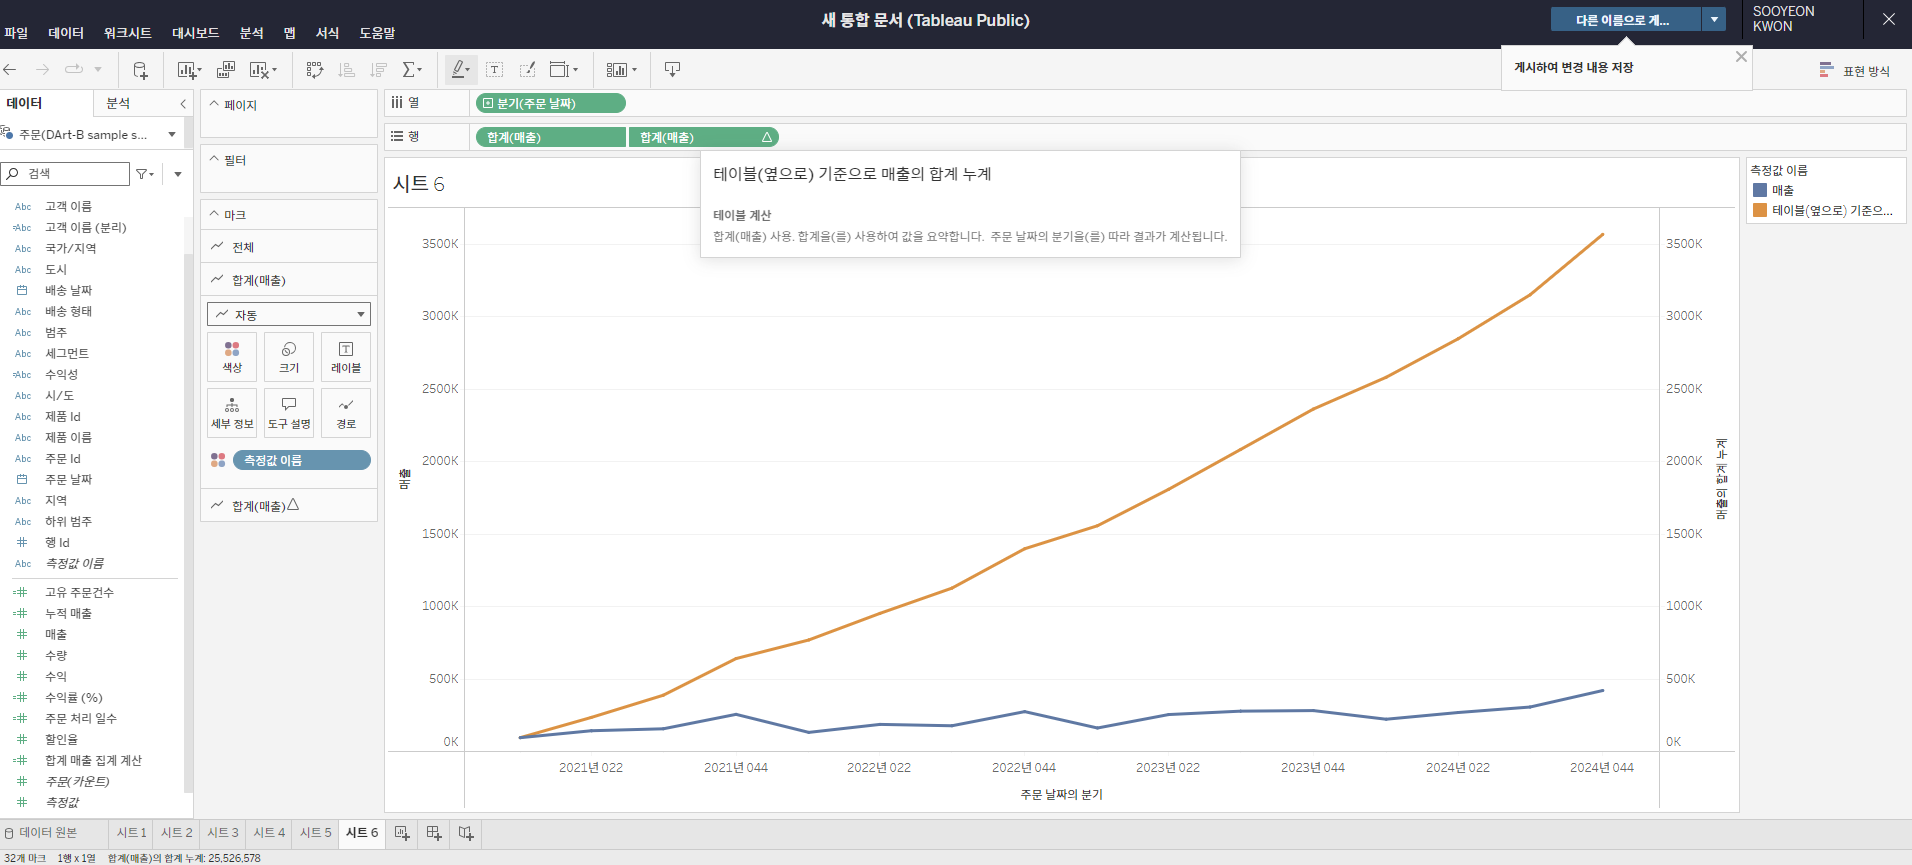 새 통합 문서 (Tableau Public)
다른 이름으로 게...
SOOYEON
KWON
파일 데이터 워크시트 대시보드 분석 맵 서식 도움말
게시하여 변경 내용 저장
표현 방식
데이터 분석
주문(DArt-B sample s...
검색
Abc 고객 이름
=Abc 고객 이름 (분리)
Abc 국가/지역
Abc 도시
배송 날짜
Abc 배송 형태
Abc 범주
Abc 세그먼트
=Abc 수익성
Abc 시/도
Abc 제품 Id
Abc 제품 이름
Abc 주문 Id
주문 날짜
Abc 지역
Abc 하위 범주
# 행 Id
Abc 측정값 이름
=# 고유 주문건수
=# 누적 매출
# 매출
# 수량
# 수익
=# 수익률 (%)
=# 주문 처리 일수
# 할인율
=# 합계 매출 집계 계산
# 주문(카운트)
# 측정값
페이지
필터
마크
전체
합계(매출)
자동
색상 크기 레이블
세부 정보 도구 설명 경로
측정값 이름
합계(매출)△
열 분기(주문 날짜)
행 합계(매출) 합계(매출) △
시트 6
테이블(옆으로) 기준으로 매출의 합계 누계
테이블 계산
합계(매출) 사용. 합계을(를) 사용하여 값을 요약합니다. 주문 날짜의 분기을(를) 따라 결과가 계산됩니다.
측정값 이름
매출
테이블(옆으로) 기준으...
3500K 3500K
3000K 3000K
2500K 2500K
2000K 2000K
매출
매출의 합계 누계
1500K 1500K
1000K 1000K
500K 500K
0K 0K
2021년 022 2021년 044 2022년 022 2022년 044 2023년 022 2023년 044 2024년 022 2024년 044
주문 날짜의 분기
데이터 원본 시트 1 시트 2 시트 3 시트 4 시트 5 시트 6
32개 마크 1행 x 1열 합계(매출)의 합계 누계: 25,526,578